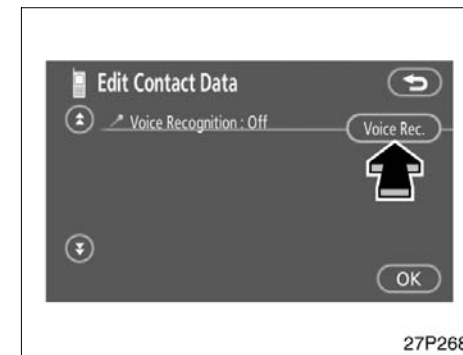 Edit Contact Data
Voice Recognition : Off
Voice Rec.
OK
27P268